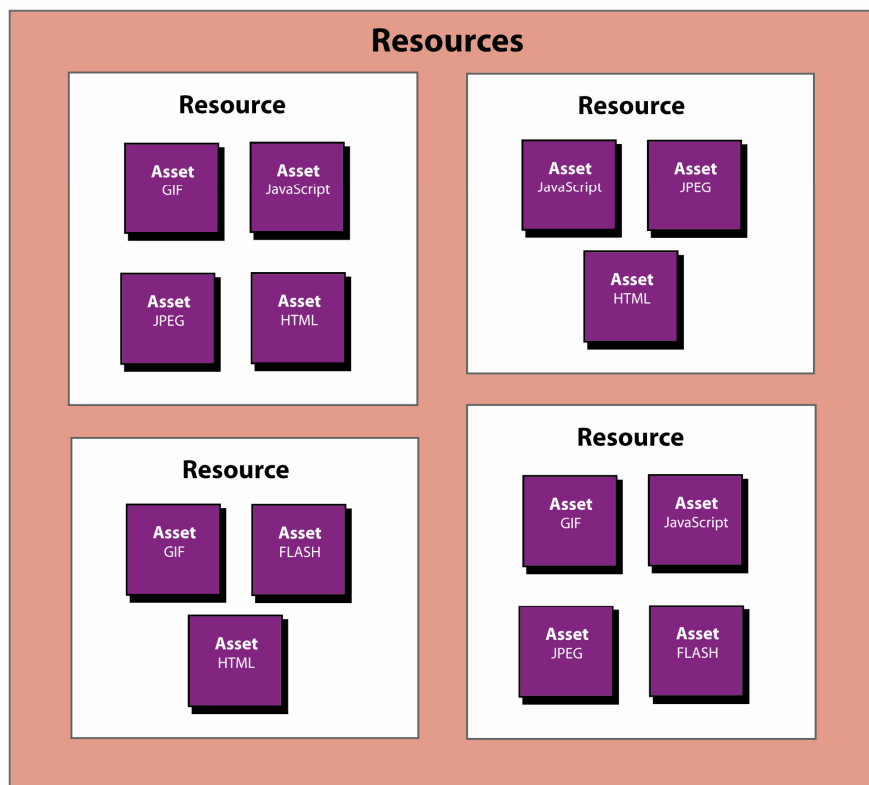 Resources
Resource
Asset
GIF
Asset
JavaScript
Asset
JPEG
Asset
HTML
Resource
Asset
JavaScript
Asset
JPEG
Asset
HTML
Resource
Asset
GIF
Asset
FLASH
Asset
HTML
Resource
Asset
GIF
Asset
JavaScript
Asset
JPEG
Asset
FLASH